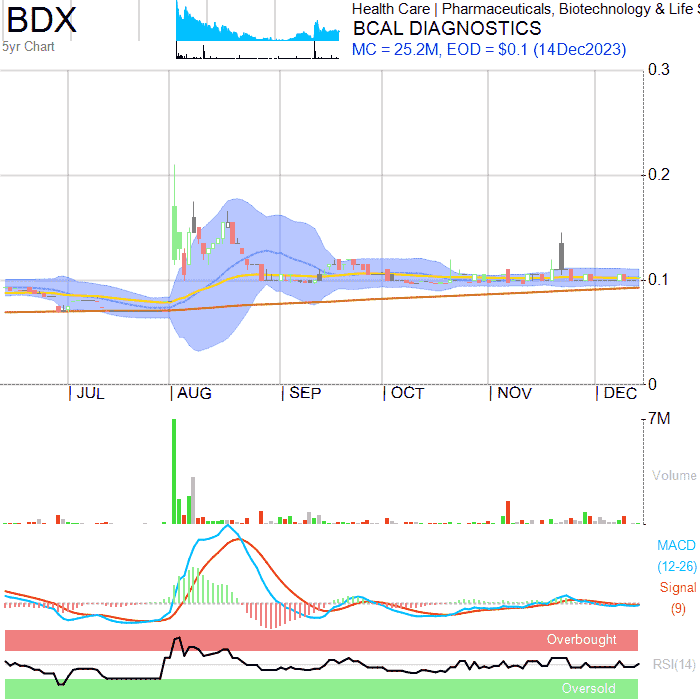 BDX
5yr Chart
Health Care | Pharmaceuticals, Biotechnology & Life S
BCAL DIAGNOSTICS
MC = 25.2M, EOD = $0.1 (14Dec2023)
0.3
0.2
0.1
0
| JUL | AUG | SEP | OCT | NOV | DEC
7M
Volume
MACD
(12-26)
Signal
(9)
Overbought
RSI(14)
Oversold